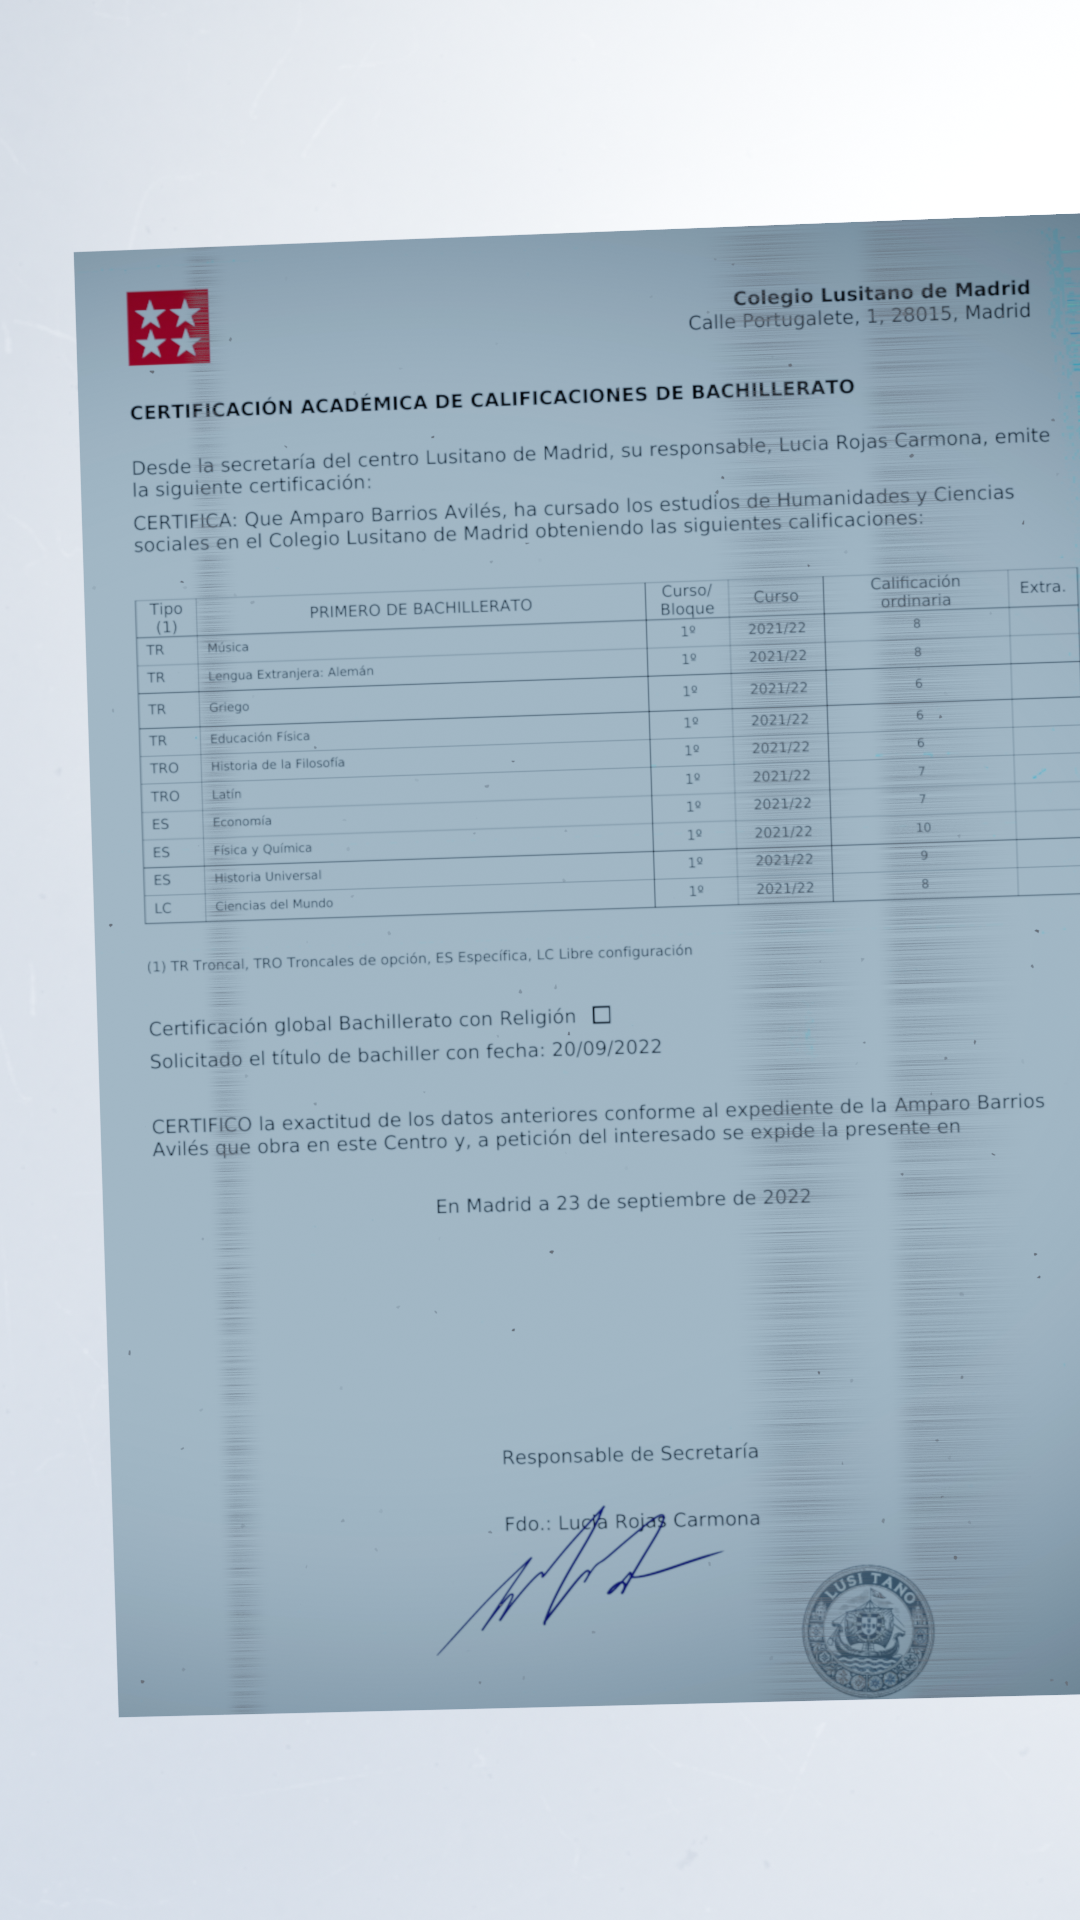 Colegio Lusitano de Madrid
Calle Portugalete, 1, 28015, Madrid
CERTIFICACIÓN ACADÉMICA DE CALIFICACIONES DE BACHILLERATO
Desde la secretaría del centro Lusitano de Madrid, su responsable, Lucia Rojas Carmona, emite
la siguiente certificación:
CERTIFICA: Que Amparo Barrios Avilés, ha cursado los estudios de Humanidades y Ciencias
sociales en el Colegio Lusitano de Madrid obteniendo las siguientes calificaciones:
Tipo (1) PRIMERO DE BACHILLERATO Curso/ Bloque Curso Calificación ordinaria Extra.
TR Música 1º 2021/22 8
TR Lengua Extranjera: Alemán 1º 2021/22 8
TR Griego 1º 2021/22 6
TR Educación Física 1º 2021/22 6
TRO Historia de la Filosofía 1º 2021/22 6
TRO Latín 1º 2021/22 7
ES Economía 1º 2021/22 7
ES Física y Química 1º 2021/22 10
ES Historia Universal 1º 2021/22 9
LC Ciencias del Mundo 1º 2021/22 8
(1) TR Troncal, TRO Troncales de opción, ES Específica, LC Libre configuración
Certificación global Bachillerato con Religión
Solicitado el título de bachiller con fecha: 20/09/2022
CERTIFICO la exactitud de los datos anteriores conforme al expediente de la Amparo Barrios
Avilés que obra en este Centro y, a petición del interesado se expide la presente en
En Madrid a 23 de septiembre de 2022
Responsable de Secretaría
Fdo.: Lucia Rojas Carmona
LUSITANO